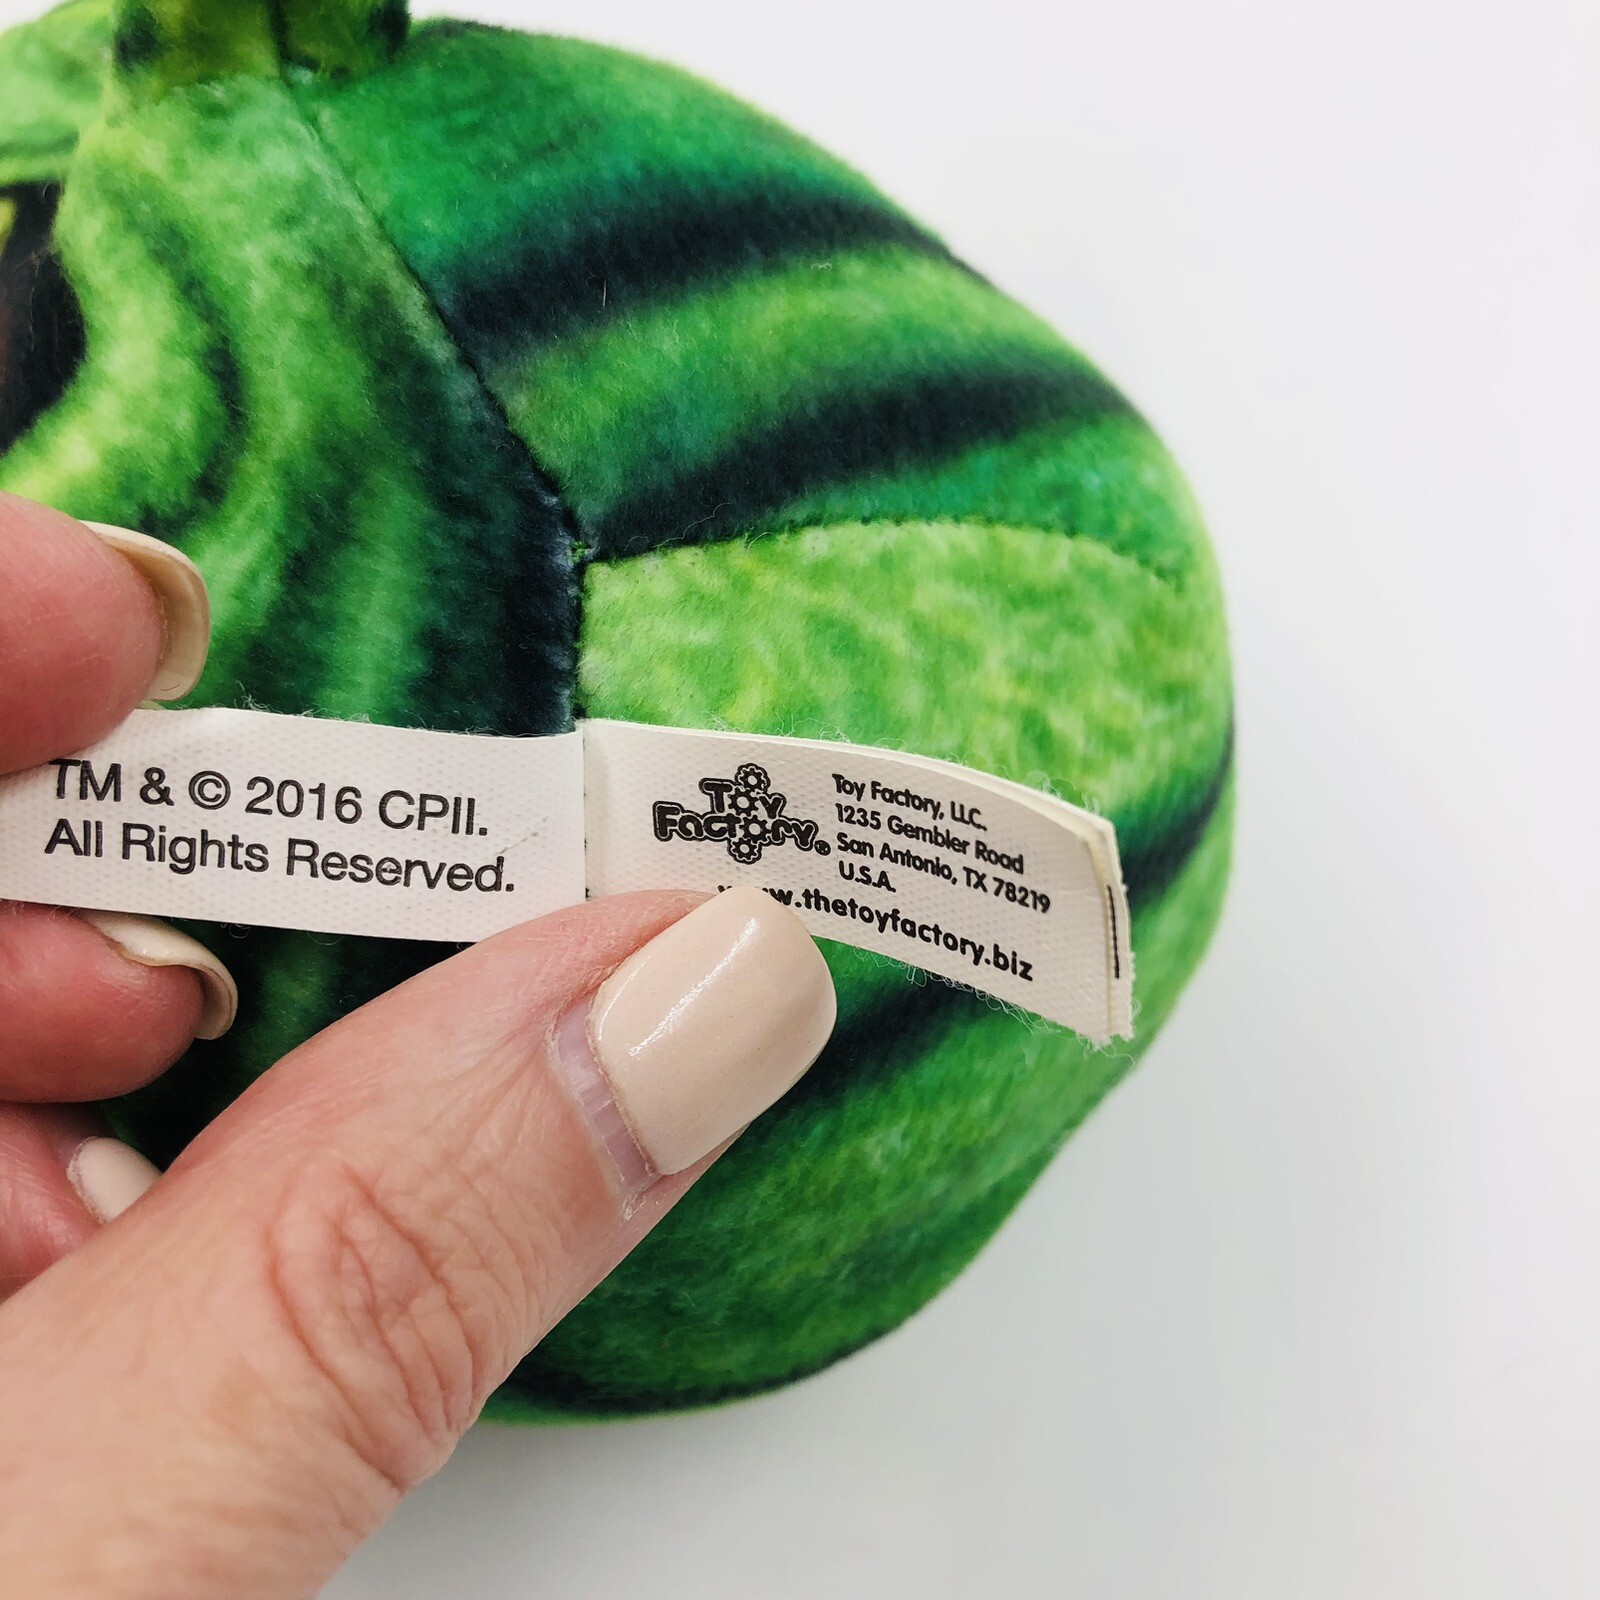 TM & © 2016 CPII.
All Rights Reserved.
Toy
Factory®
Toy Factory, LLC.
1235 Gembler Road
San Antonio, TX 78219
U.S.A.
www.thetoyfactory.biz